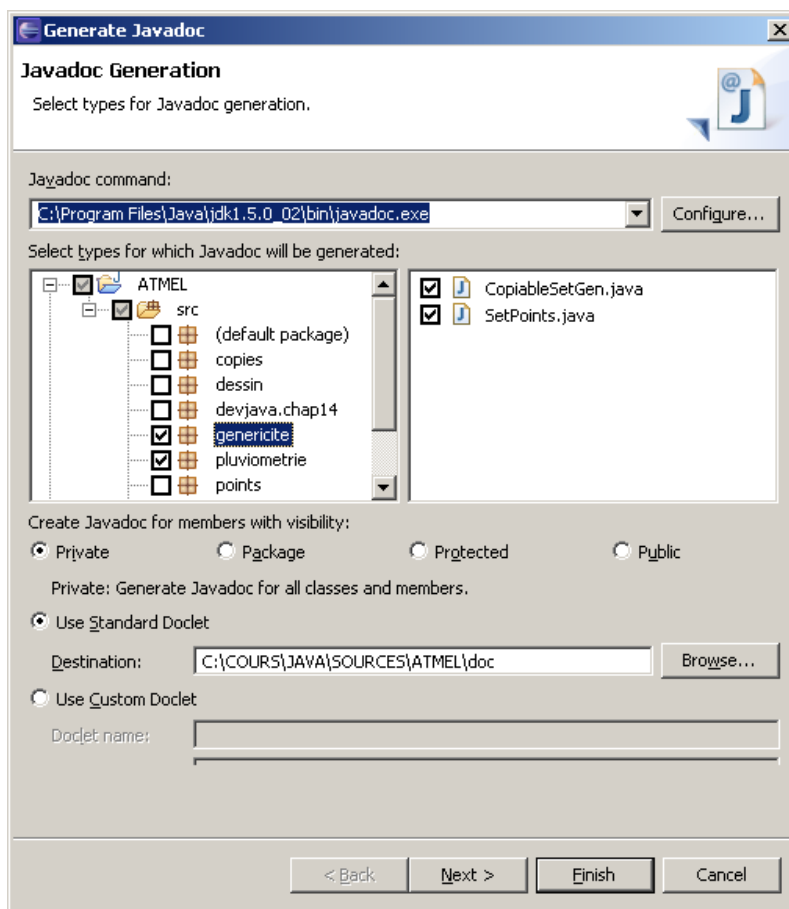 Generate Javadoc
Javadoc Generation
Select types for Javadoc generation.
Javadoc command:
C:\Program Files\Java\jdk1.5.0_02\bin\javadoc.exe
Configure...
Select types for which Javadoc will be generated:
ATMEL
src
(default package)
copies
dessin
devjava.chap14
genericite
pluviometrie
points
CopiableSetGen.java
SetPoints.java
Create Javadoc for members with visibility:
Private Package Protected Public
Private: Generate Javadoc for all classes and members.
Use Standard Doclet
Destination: C:\COURS\JAVA\SOURCES\ATMEL\doc Browse...
Use Custom Doclet
Doclet name:
< Back Next > Finish Cancel